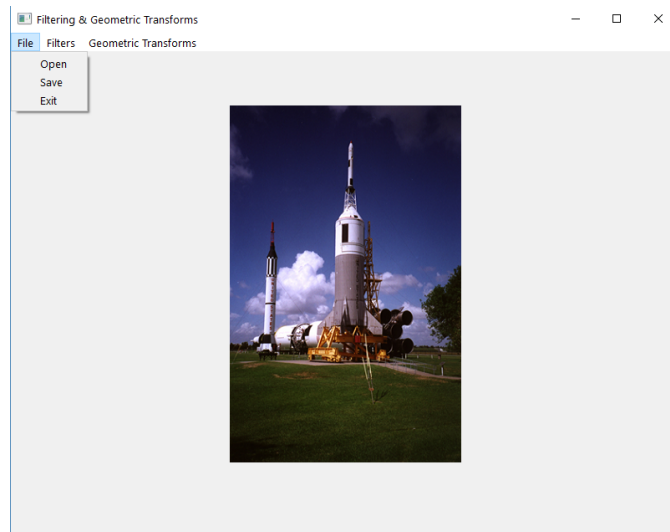 Filtering & Geometric Transforms
File Filters Geometric Transforms
Open
Save
Exit